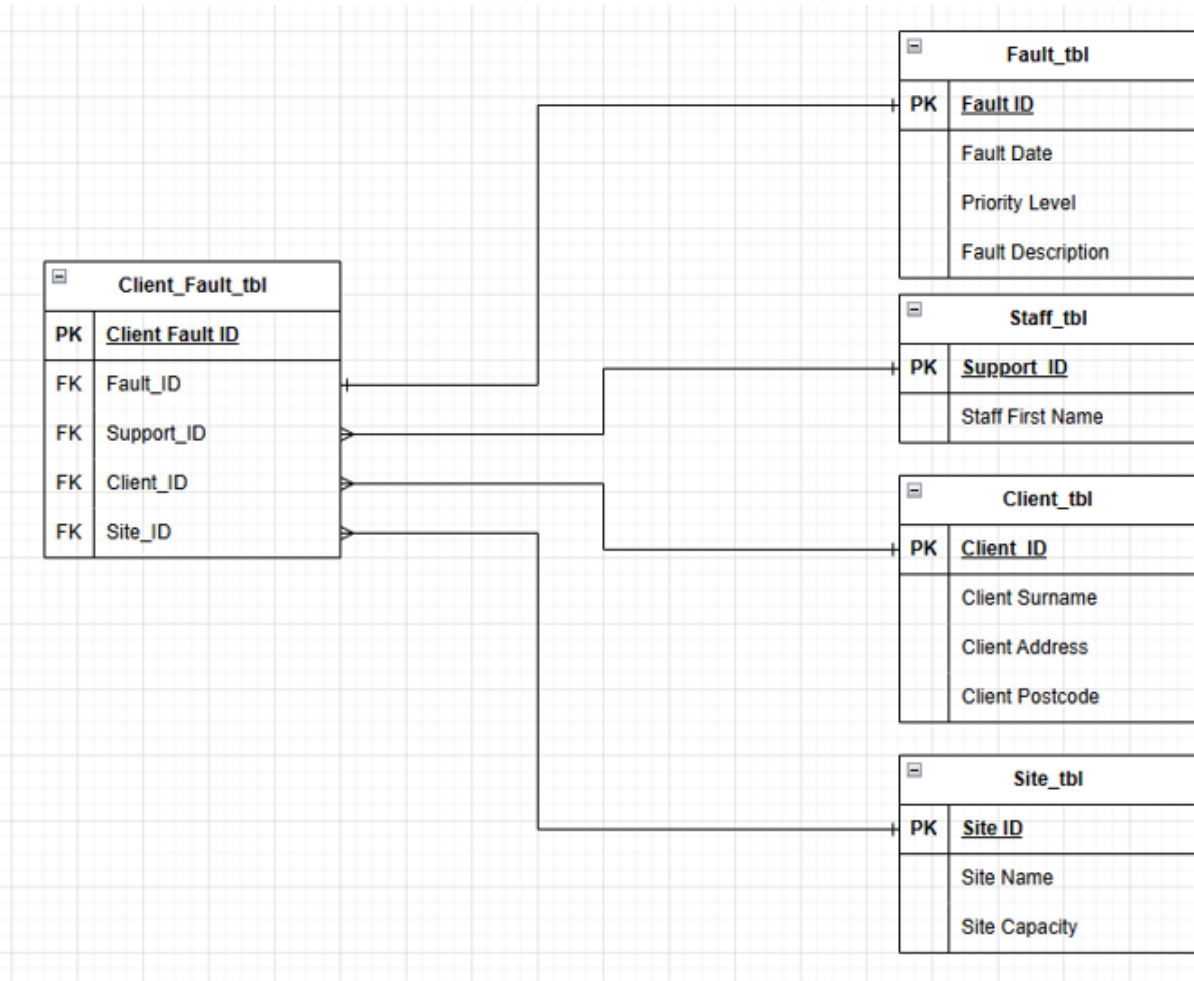 Fault_tbl
PK Fault ID
Fault Date
Priority Level
Fault Description
Client_Fault_tbl
PK Client Fault ID
FK Fault_ID
FK Support_ID
FK Client_ID
FK Site_ID
Staff_tbl
PK Support_ID
Staff First Name
Client_tbl
PK Client_ID
Client Surname
Client Address
Client Postcode
Site_tbl
PK Site ID
Site Name
Site Capacity